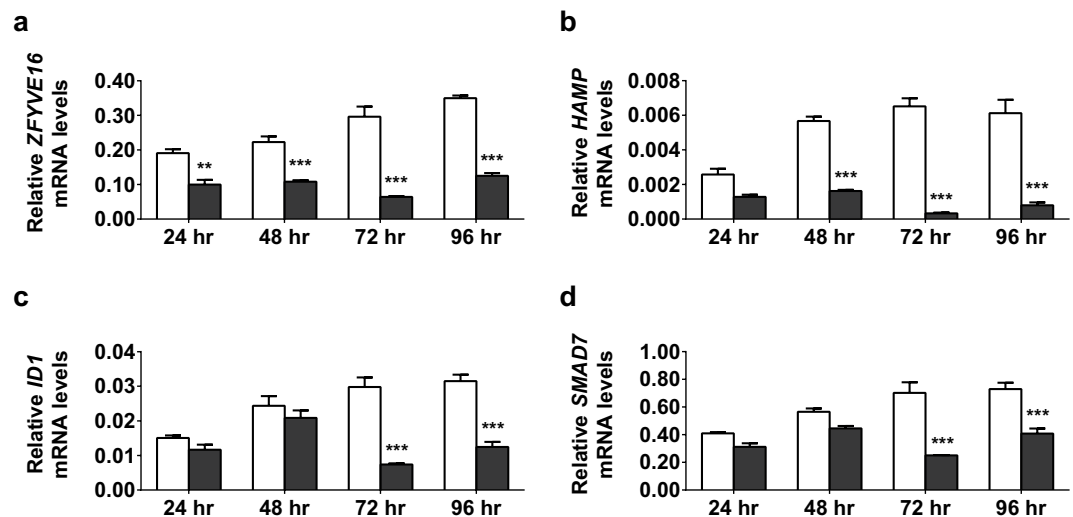 a
Relative ZFYVE16
mRNA levels
0.40
0.30
0.20
0.10
0.00
**
***
***
***
24 hr 48 hr 72 hr 96 hr
b
Relative HAMP
mRNA levels
0.008
0.006
0.004
0.002
0.000
***
***
***
24 hr 48 hr 72 hr 96 hr
c
Relative ID1
mRNA levels
0.04
0.03
0.02
0.01
0.00
***
***
24 hr 48 hr 72 hr 96 hr
d
Relative SMAD7
mRNA levels
1.00
0.80
0.60
0.40
0.20
0.00
***
***
24 hr 48 hr 72 hr 96 hr